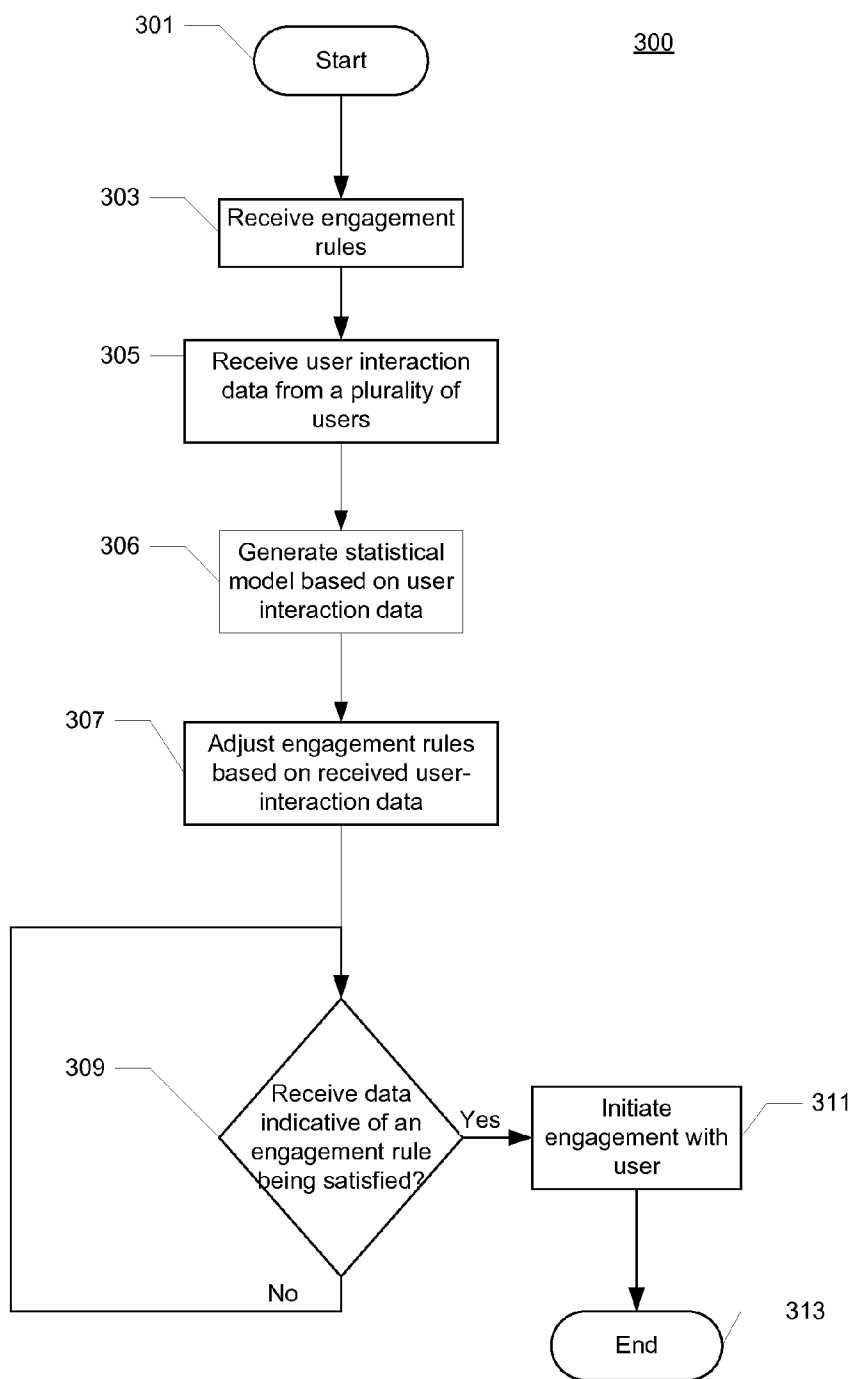 301
Start
300
303
Receive engagement
rules
305
Receive user interaction
data from a plurality of
users
306
Generate statistical
model based on user
interaction data
307
Adjust engagement rules
based on received user-
interaction data
309
Receive data
indicative of an
engagement rule
being satisfied?
Yes
No
Initiate
engagement with
user
311
End
313